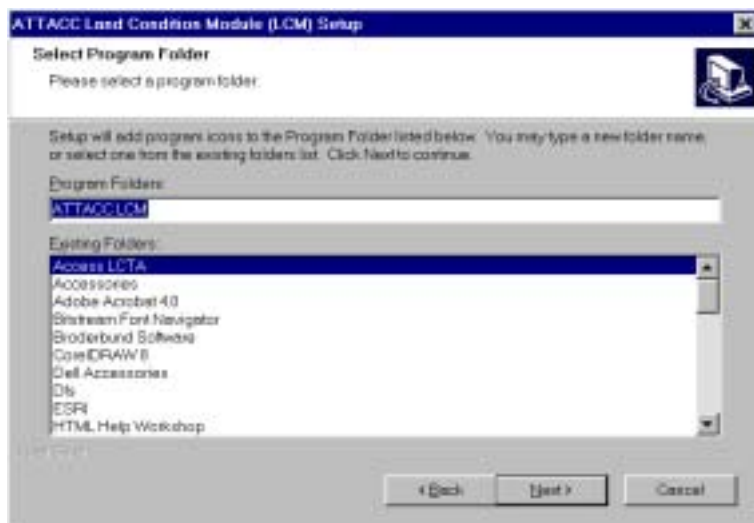 ATTACC Land Condition Module (LCM) Setup
Select Program Folder
Please select a program folder.
Setup will add program icons to the Program Folder listed below. You may type a new folder name,
or select one from the existing folders list. Click Next to continue.
Program Folders:
ATTACC LCM
Existing Folders:
Access LCTA
Accessories
Adobe Acrobat 4.0
Bitstream Font Navigator
Broderbund Software
CorelDRAW 8
Dell Accessories
Dfs
ESRI
HTML Help Workshop
< Back
Next >
Cancel